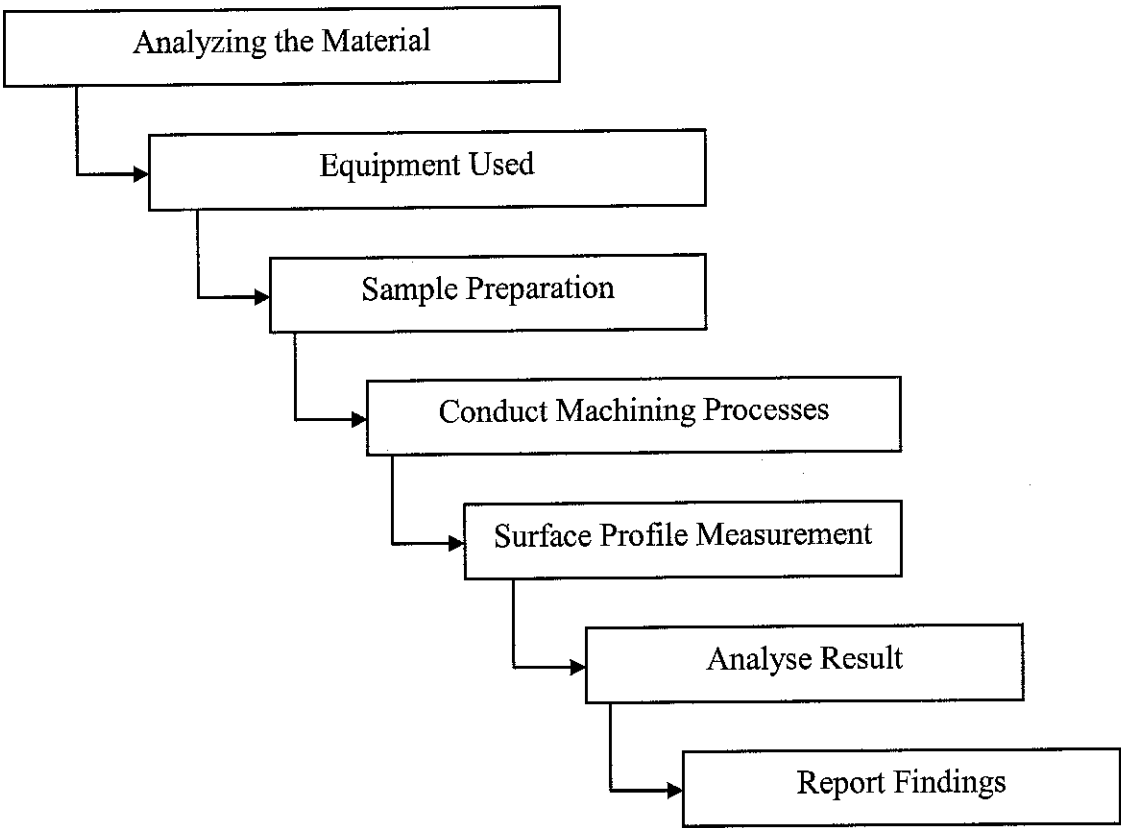 Analyzing the Material
Equipment Used
Sample Preparation
Conduct Machining Processes
Surface Profile Measurement
Analyse Result
Report Findings